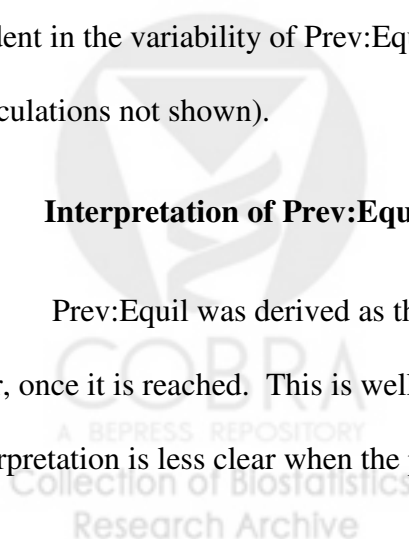 dent in the variability of Prev:Equ
culations not shown).
Interpretation of Prev:Equ
Prev:Equil was derived as th
r, once it is reached. This is well
rpretation is less clear when the p
COBRA
A BEPRESS REPOSITORY
Collection of Biostatistics
Research Archive